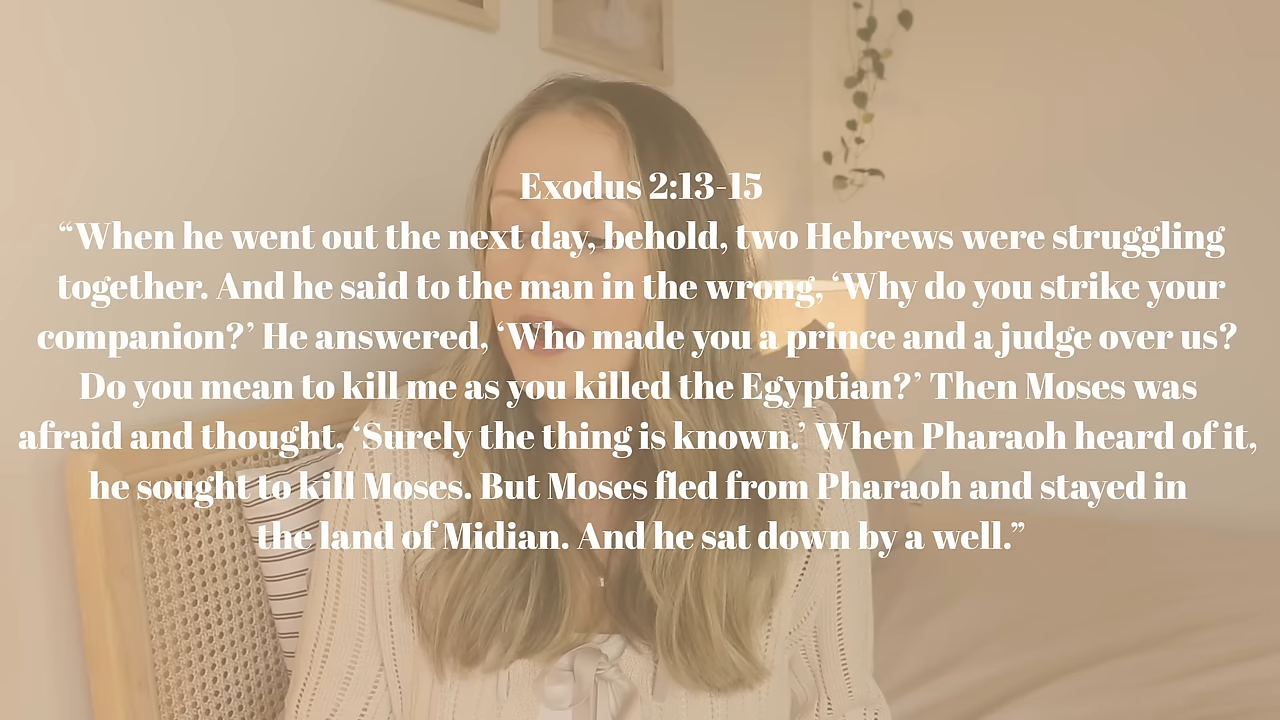 Exodus 2:13-15
“When he went out the next day, behold, two Hebrews were struggling
together. And he said to the man in the wrong, ‘Why do you strike your
companion?’ He answered, ‘Who made you a prince and a judge over us?
Do you mean to kill me as you killed the Egyptian?’ Then Moses was
afraid and thought, ‘Surely the thing is known.’ When Pharaoh heard of it,
he sought to kill Moses. But Moses fled from Pharaoh and stayed in
the land of Midian. And he sat down by a well.”